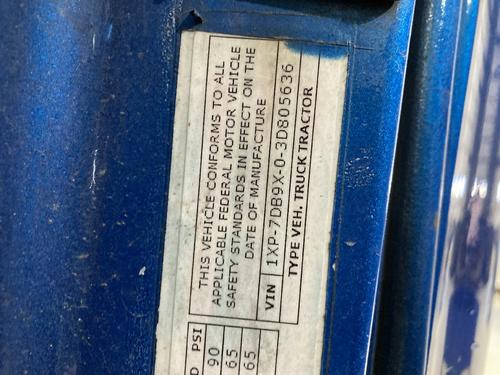 THIS VEHICLE CONFORMS TO ALL
APPLICABLE FEDERAL MOTOR VEHICLE
SAFETY STANDARDS IN EFFECT ON THE
DATE OF MANUFACTURE
VIN 1XP-7DB9X-0-3D805636
TYPE VEH. TRUCK TRACTOR
PSI
90
65
65